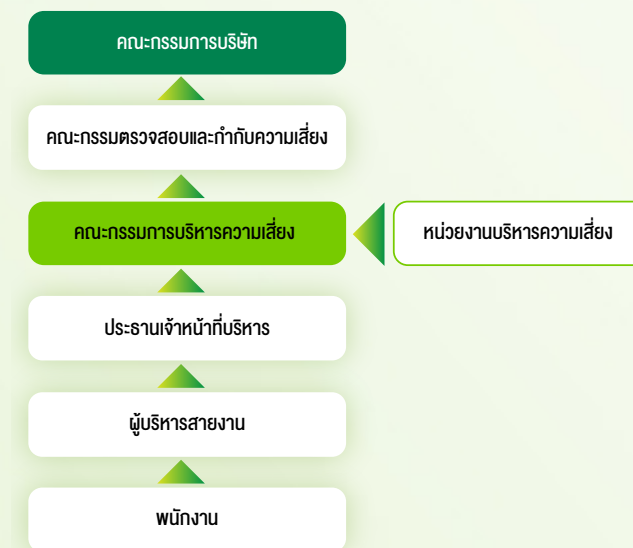 คณะกรรมการบริษัท
คณะกรรมตรวจสอบและกำกับความเสี่ยง
คณะกรรมการบริหารความเสี่ยง
หน่วยงานบริหารความเสี่ยง
ประธานเจ้าหน้าที่บริหาร
ผู้บริหารสายงาน
พนักงาน